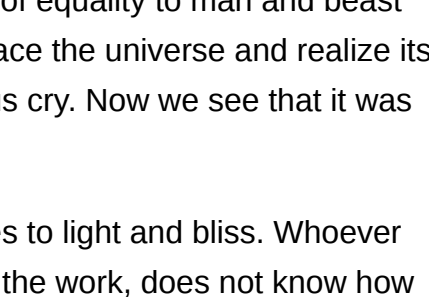 of equality to man and beast
the universe and realize its
cry. Now we see that it was
to light and bliss. Whoever
the work, does not know how